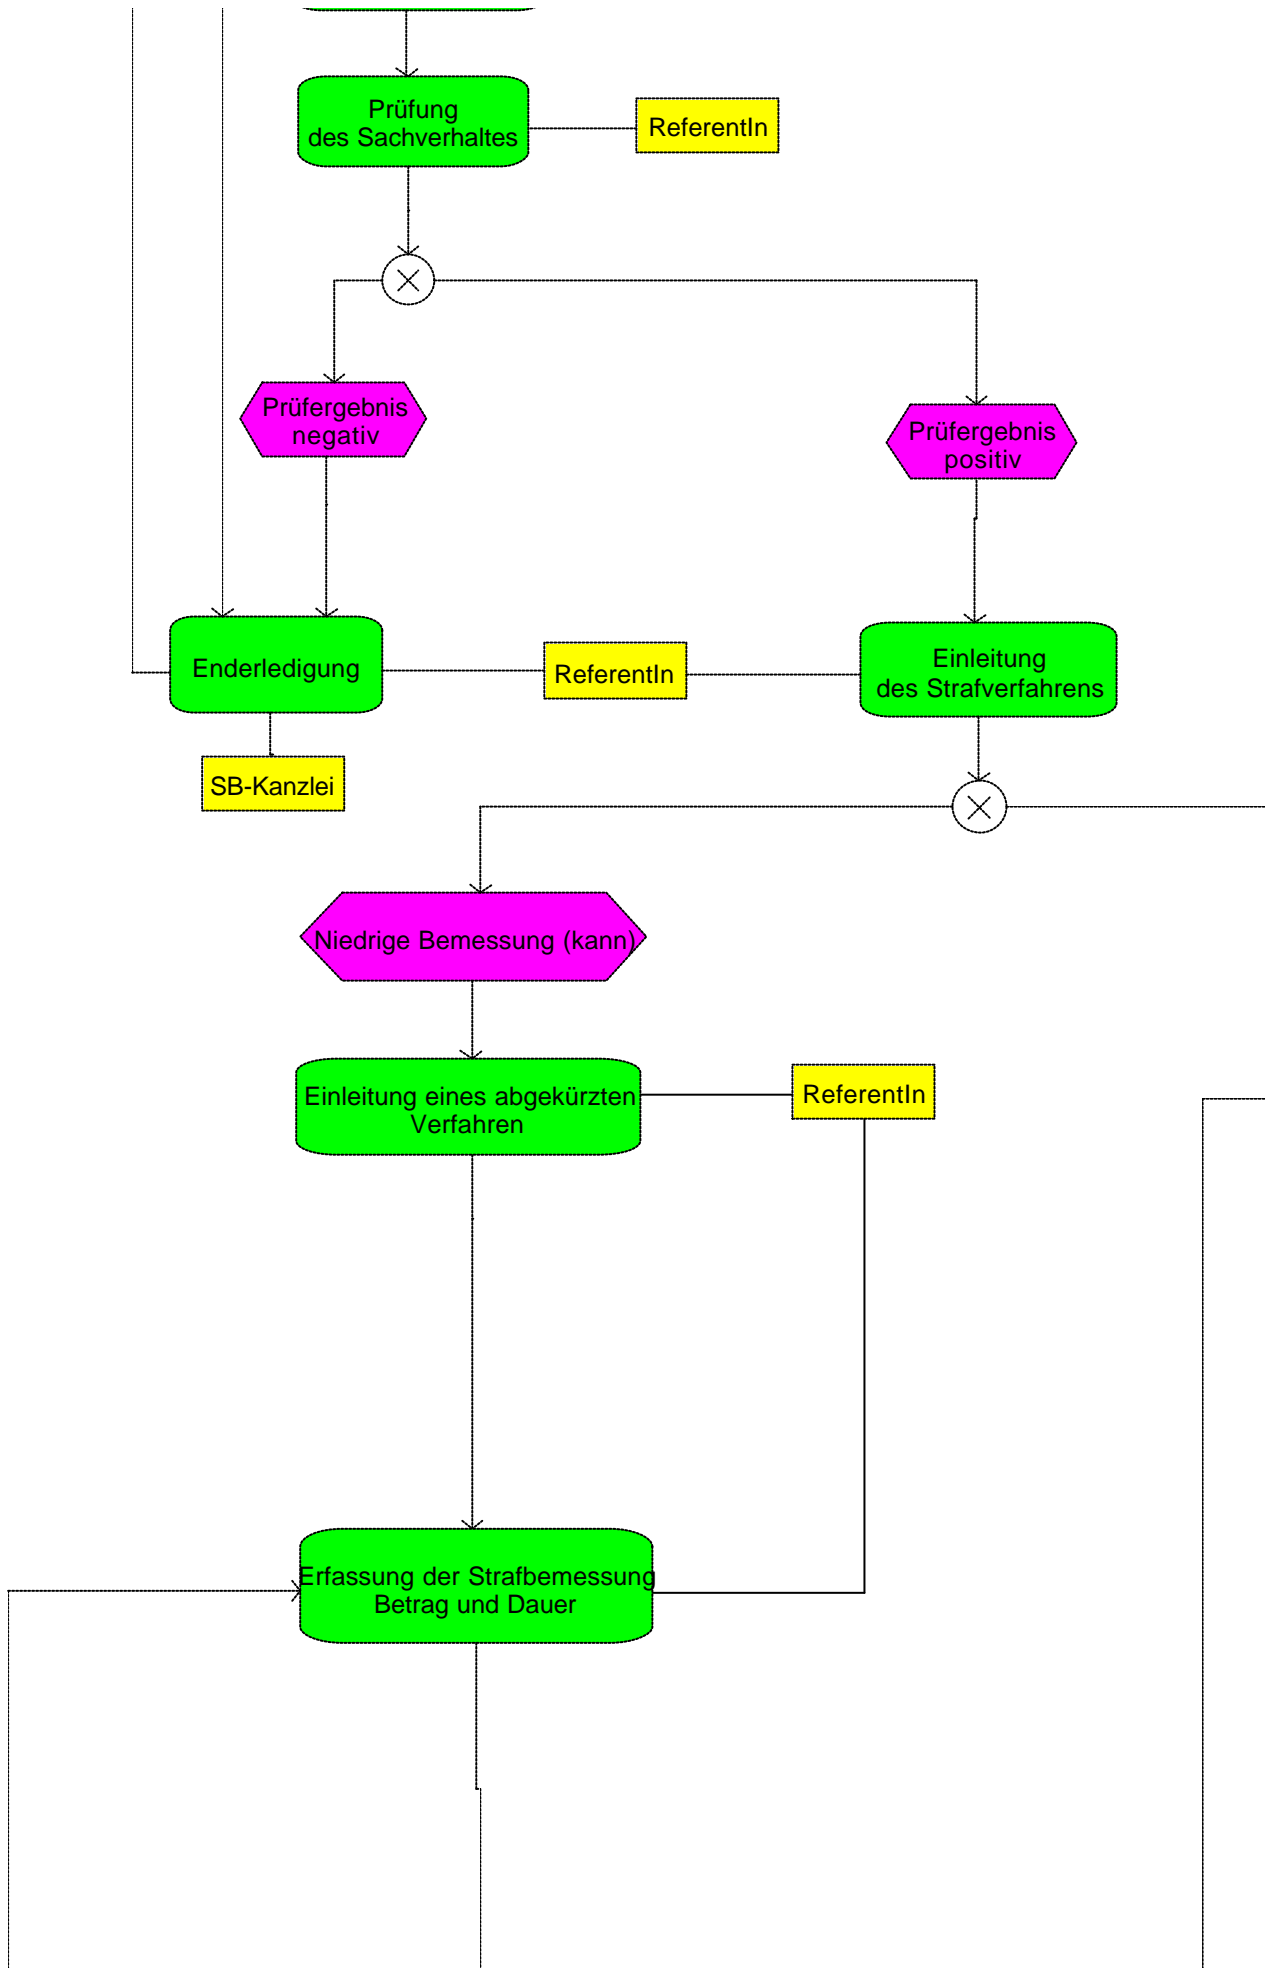 Prüfung
des Sachverhaltes
ReferentIn
Prüfergebnis
negativ
Prüfergebnis
positiv
Enderledigung
ReferentIn
Einleitung
des Strafverfahrens
SB-Kanzlei
Niedrige Bemessung (kann)
Einleitung eines abgekürzten
Verfahren
ReferentIn
Erfassung der Strafbemessung
Betrag und Dauer